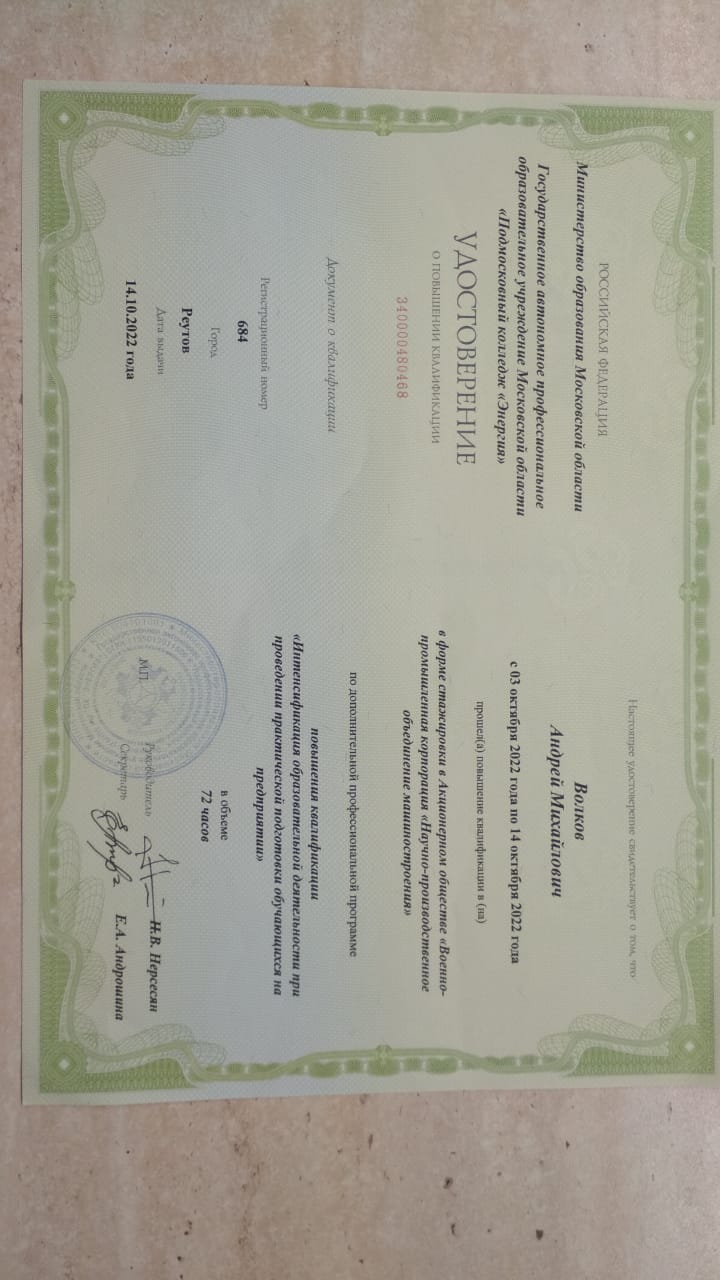 РОССИЙСКАЯ ФЕДЕРАЦИЯ
Министерство образования Московской области
Государственное автономное профессиональное
образовательное учреждение Московской области
«Подмосковный колледж «Энергия»
УДОСТОВЕРЕНИЕ
О ПОВЫШЕНИИ КВАЛИФИКАЦИИ
340000480468
Документ о квалификации
Регистрационный номер
684
Город
Реутов
Дата выдачи
14.10.2022 года
Настоящее удостоверение свидетельствует о том, что
Волков
Андрей Михайлович
с 03 октября 2022 года по 14 октября 2022 года
прошел(а) повышение квалификации в (на)
в форме стажировки в Акционерном обществе «Военно-
промышленная корпорация «Научно-производственное
объединение машиностроения»
по дополнительной профессиональной программе
повышения квалификации
«Интенсификация образовательной деятельности при
проведении практической подготовки обучающихся на
предприятии»
в объеме
72 часов
М.П.
Руководитель
Н.В. Нерсесян
Секретарь
Е.А. Андрошина